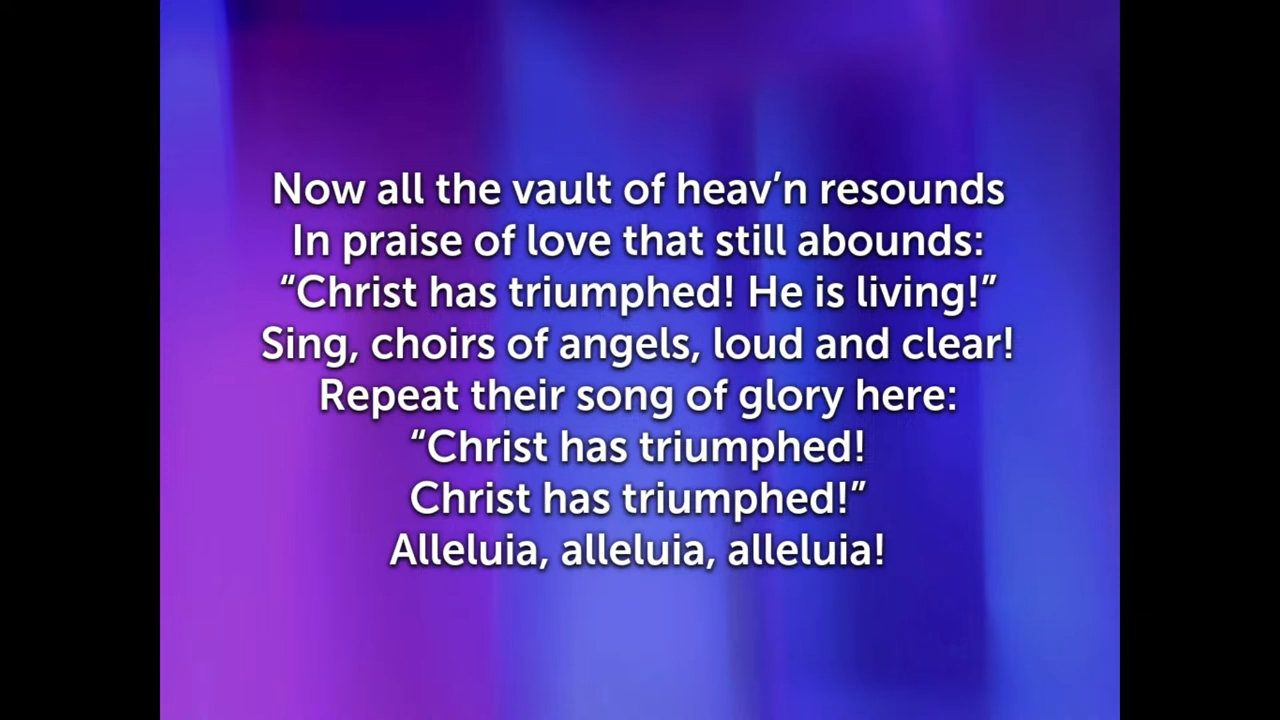 Now all the vault of heav’n resounds
In praise of love that still abounds:
“Christ has triumphed! He is living!”
Sing, choirs of angels, loud and clear!
Repeat their song of glory here:
“Christ has triumphed!
Christ has triumphed!”
Alleluia, alleluia, alleluia!